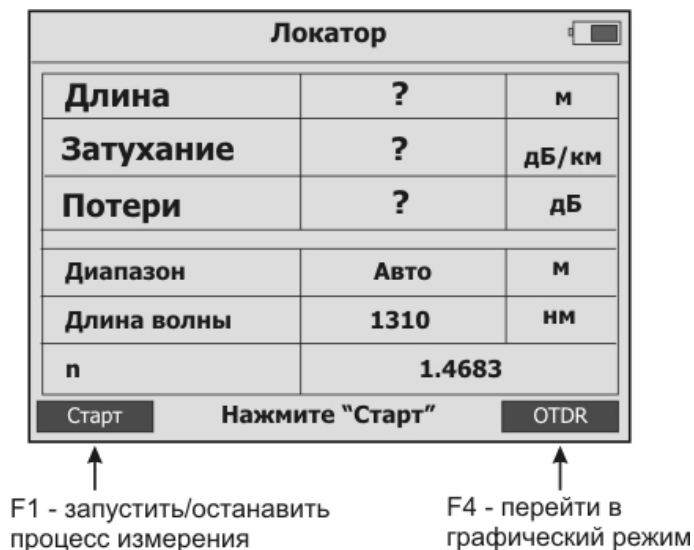 Локатор
Длина ? м
Затухание ? дБ/км
Потери ? дБ
Диапазон Авто м
Длина волны 1310 нм
n 1.4683
Старт Нажмите “Старт” OTDR
F1 - запустить/останавить
процесс измерения
F4 - перейти в
графический режим